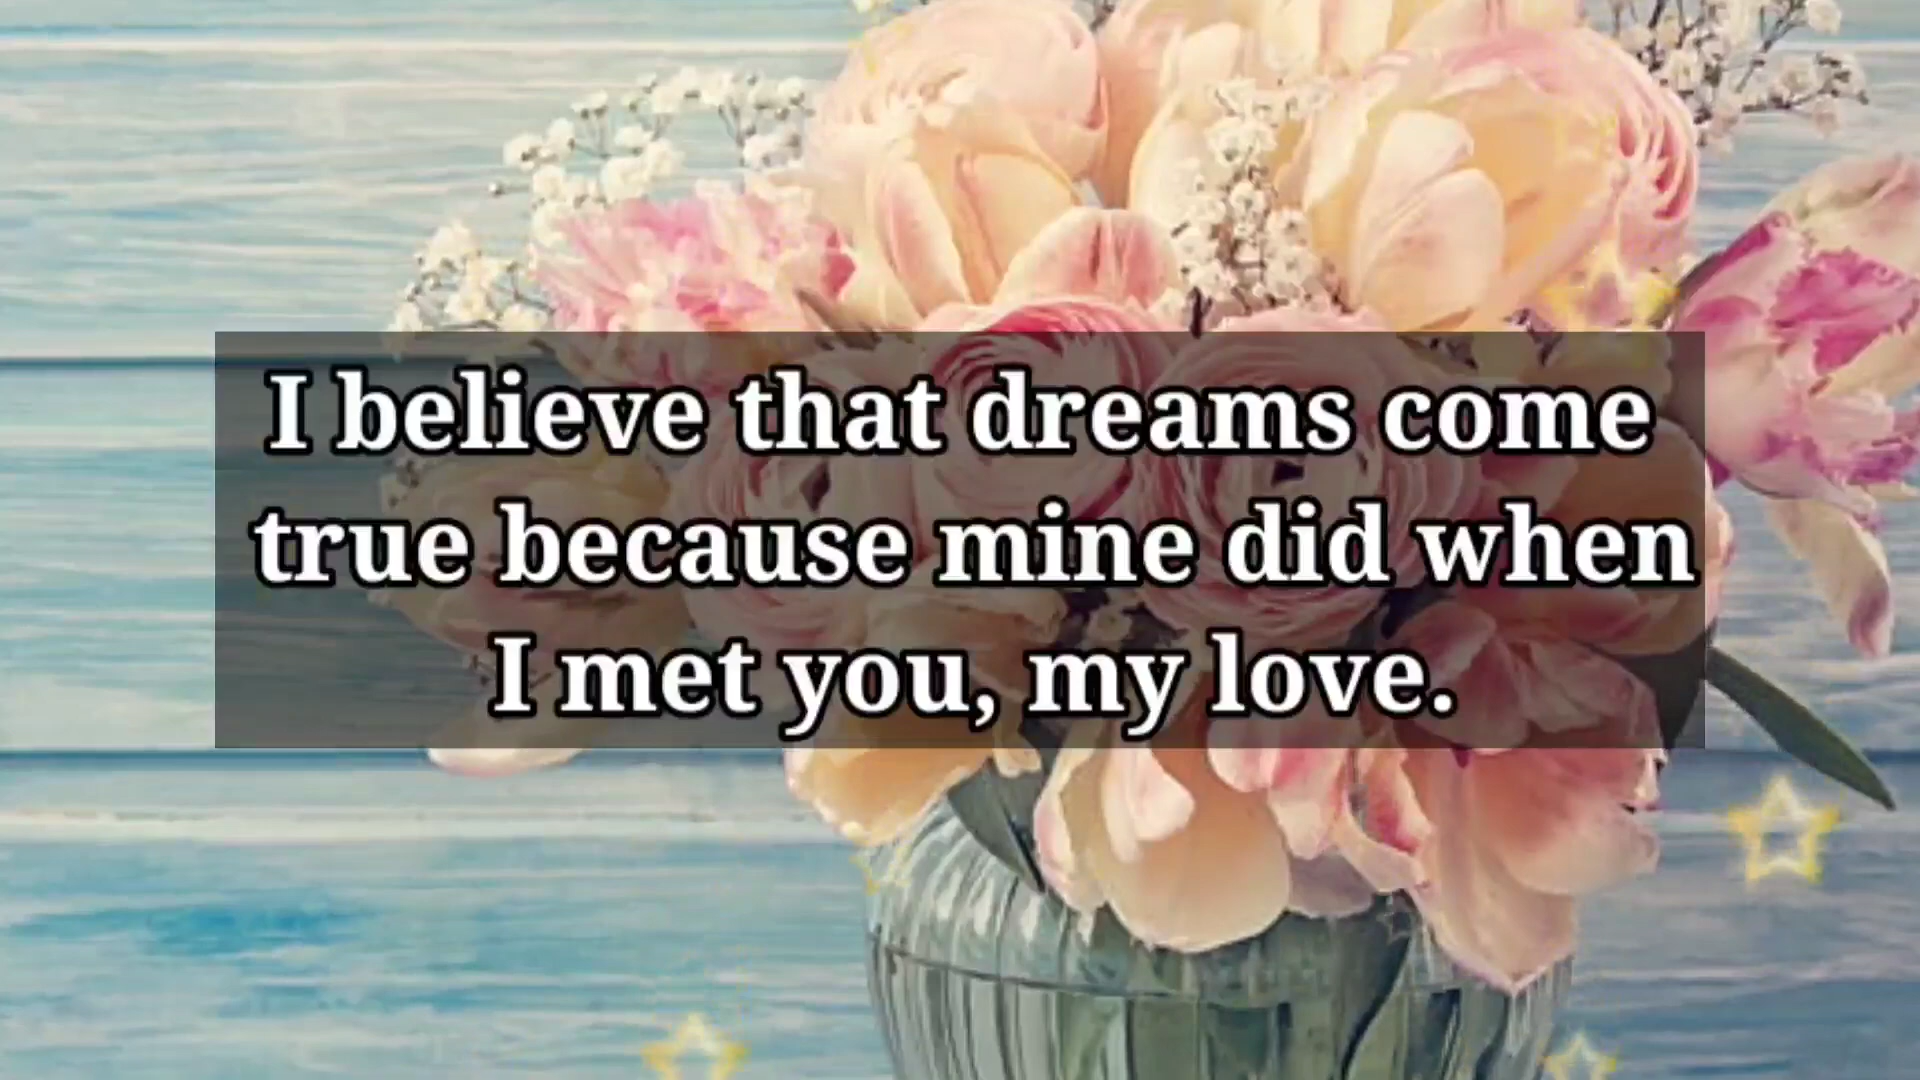 I believe that dreams come
true because mine did when
I met you, my love.